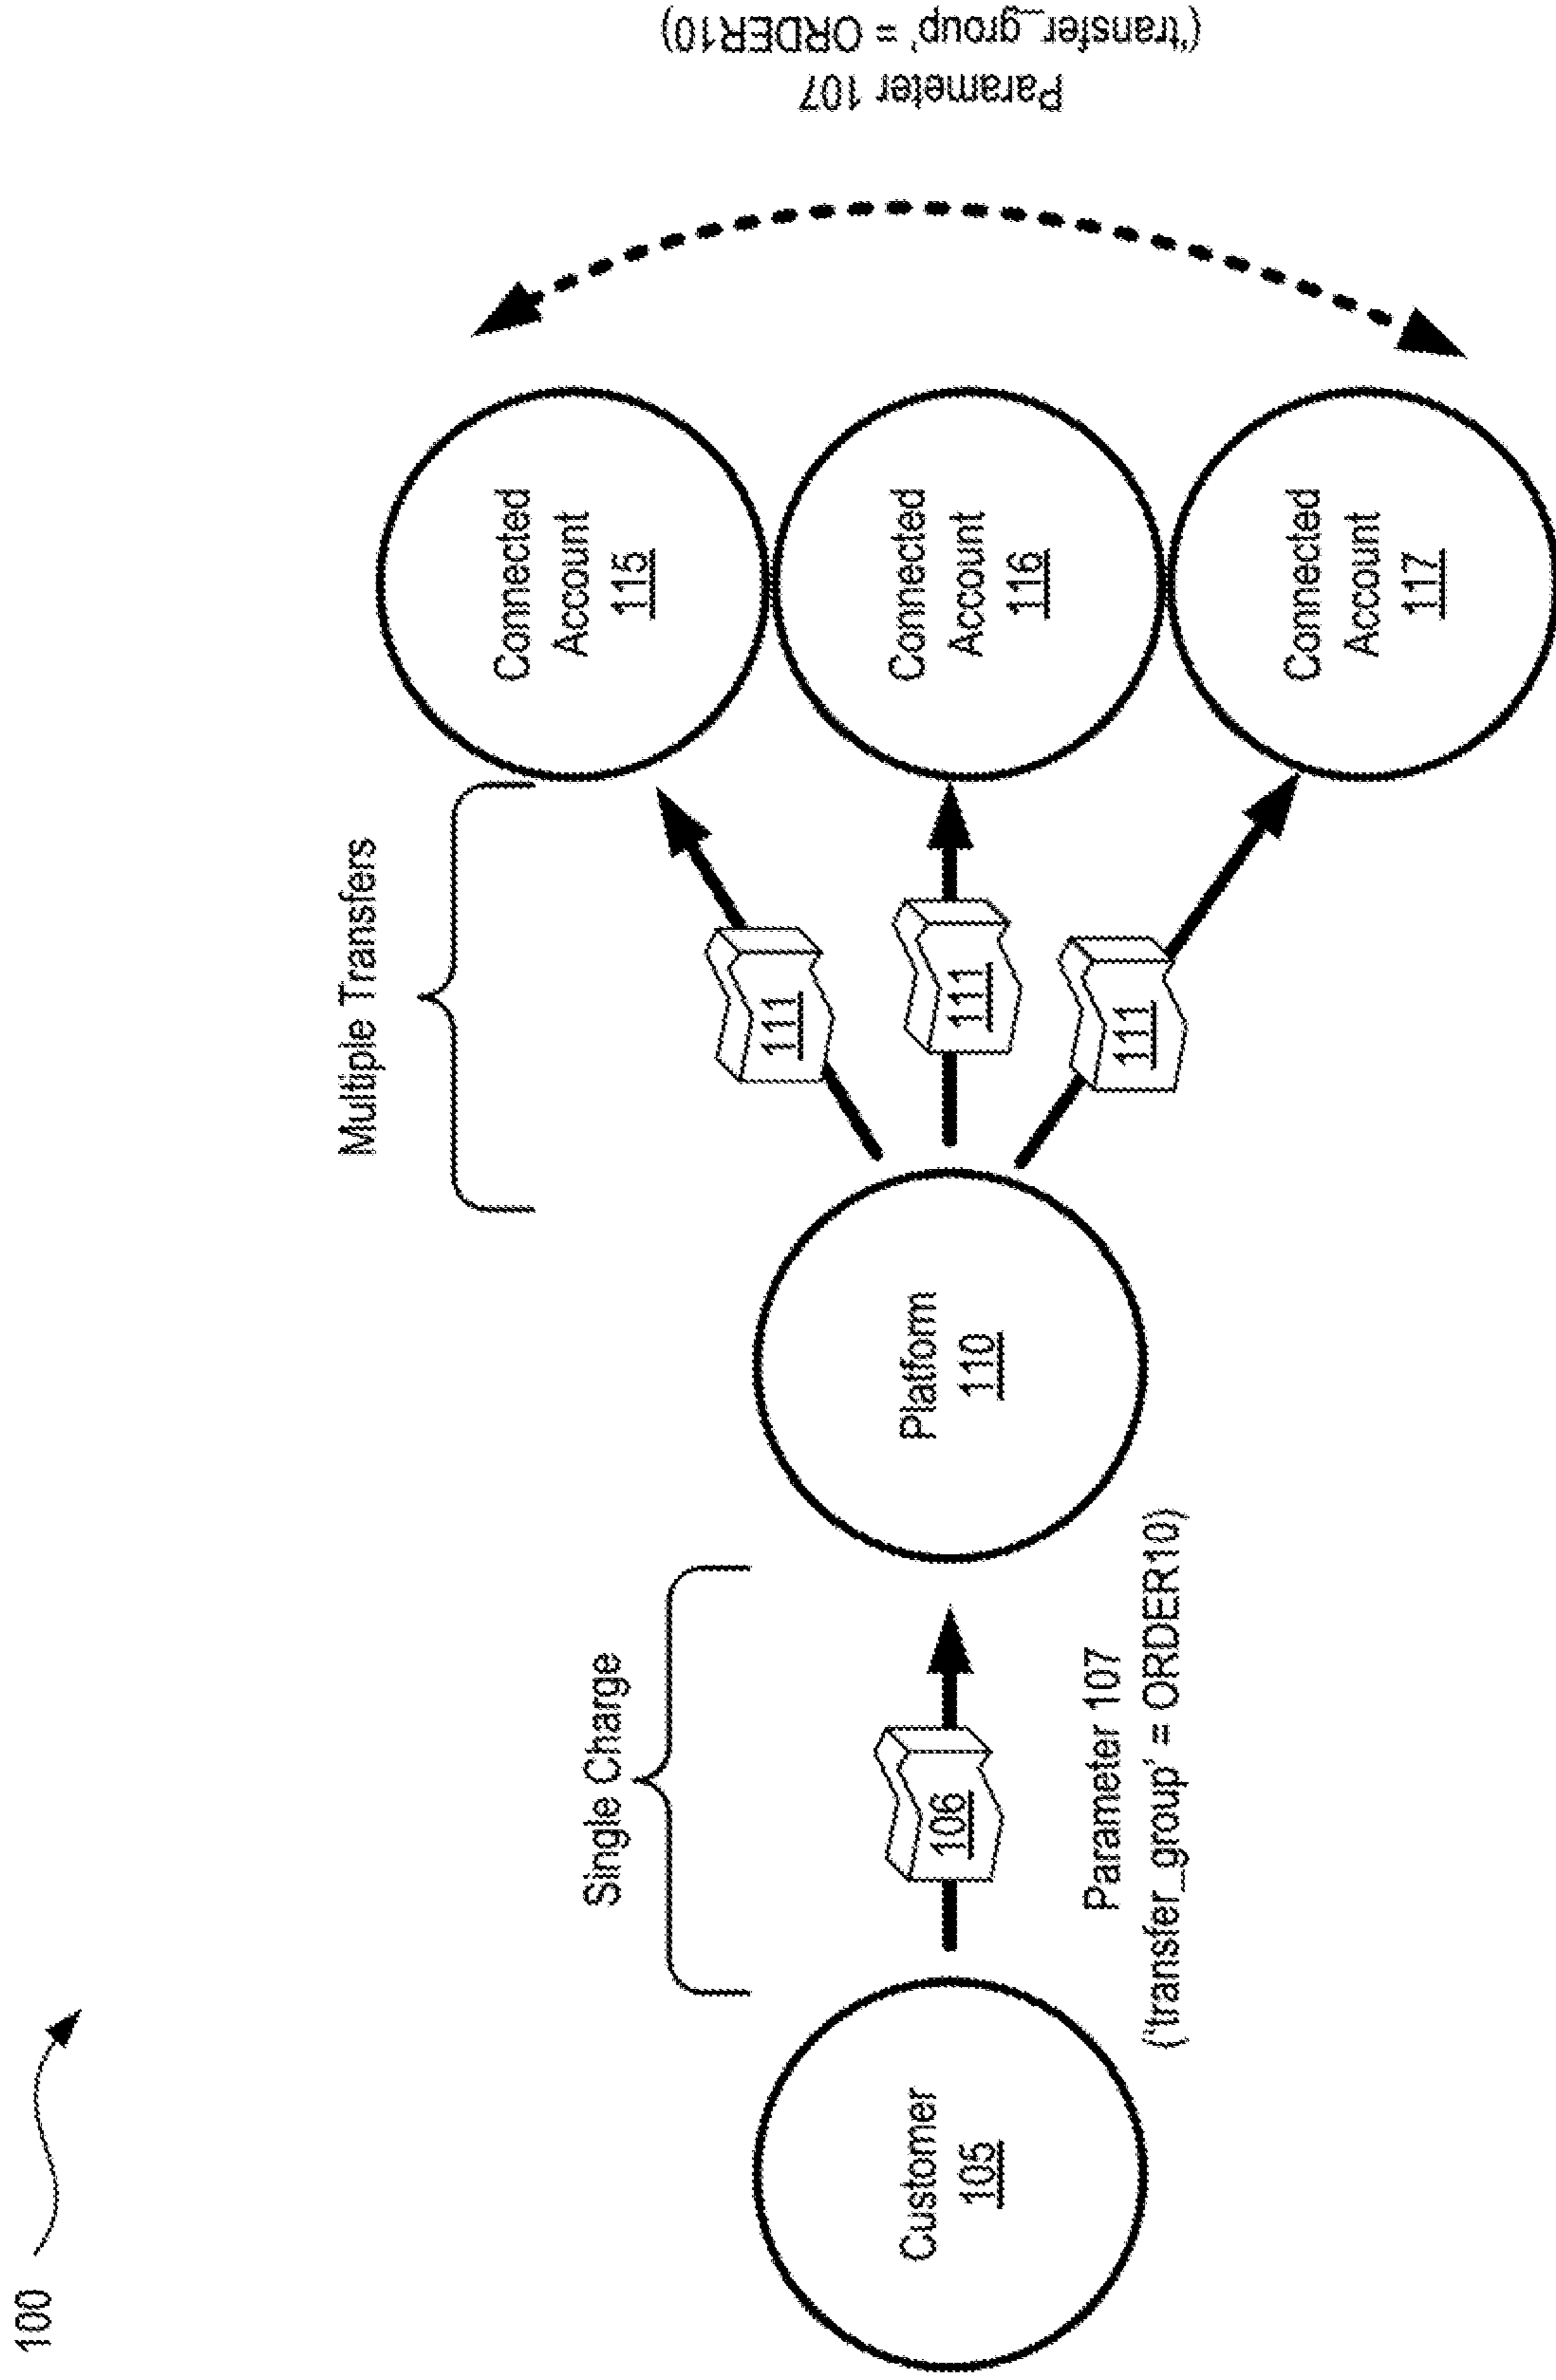 100
Single Charge
Multiple Transfers
Customer
105
106
Parameter 107
('transfer_group' = ORDER10)
Platform
110
111
111
111
Connected
Account
115
Connected
Account
116
Connected
Account
117
Parameter 107
('transfer_group' = ORDER10)